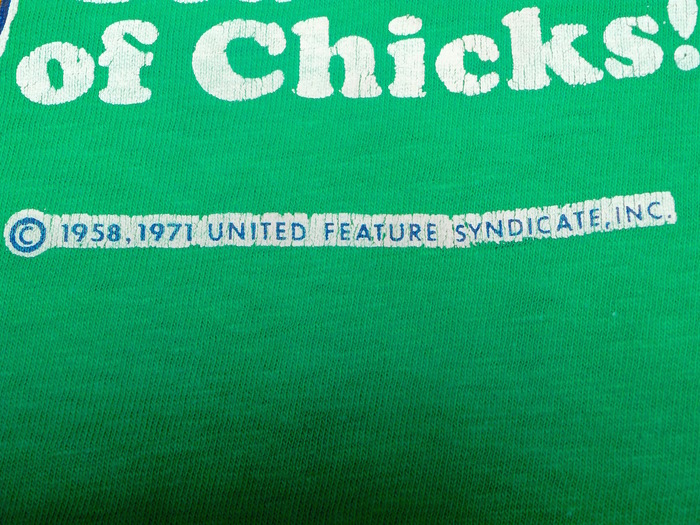 of Chicks!
© 1958, 1971 UNITED FEATURE SYNDICATE, INC.